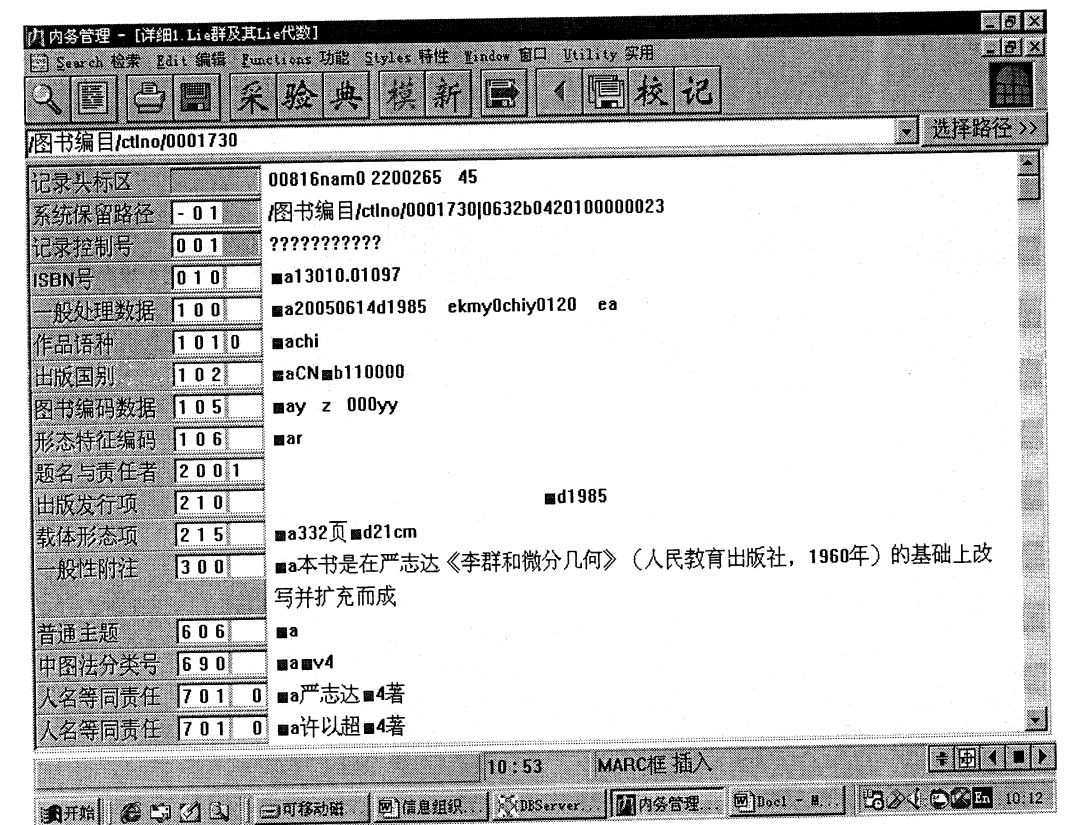 内务管理 - [详细1.Lie群及其Lie代数]
Search 检索 Edit 编辑 Functions 功能 Styles 特性 Window 窗口 Utility 实用
采 验 典 模 新 校 记
/图书编目/ctlno/0001730 选择路径 >>
记录头标区 00816nam0 2200265 45
系统保留路径 -01 /图书编目/ctlno/0001730|0632b0420100000023
记录控制号 001 ???????????
ISBN号 010 ■a13010.01097
一般处理数据 100 ■a20050614d1985 ekmy0chiy0120 ea
作品语种 101 0 ■achi
出版国别 102 ■aCN■b110000
图书编码数据 105 ■ay z 000yy
形态特征编码 106 ■ar
题名与责任者 200 1
出版发行项 210 ■d1985
载体形态项 215 ■a332页■d21cm
一般性附注 300 ■a本书是在严志达《李群和微分几何》（人民教育出版社，1960年）的基础上改
写并扩充而成
普通主题 606 ■a
中图法分类号 690 ■a■v4
人名等同责任 701 0 ■a严志达■4著
人名等同责任 701 0 ■a许以超■4著
10:53 MARC框 插入 中
开始 可移动磁... 信息组织... DBServer... 内务管理... Doc1 - M... En 10:12